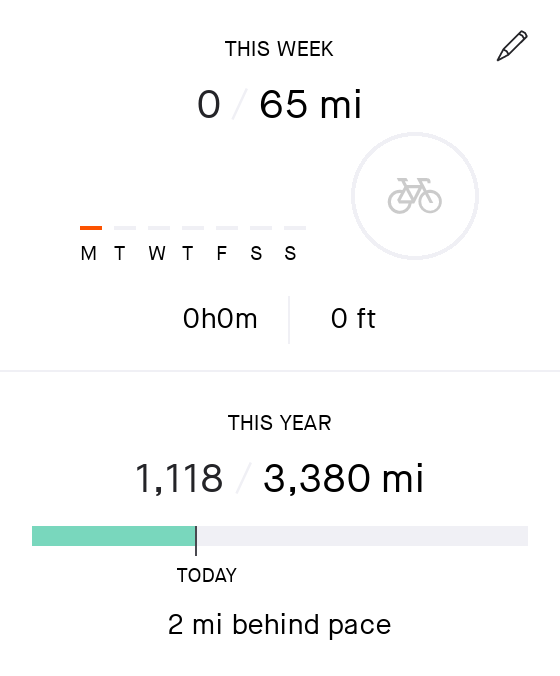 THIS WEEK
0 / 65 mi
M T W T F S S
0h0m
0 ft
THIS YEAR
1,118 / 3,380 mi
TODAY
2 mi behind pace